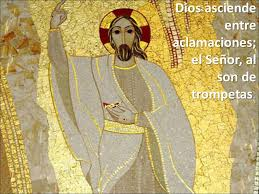 Dios asciende
entre
aclamaciones;
el Señor, al
son de
trompetas.